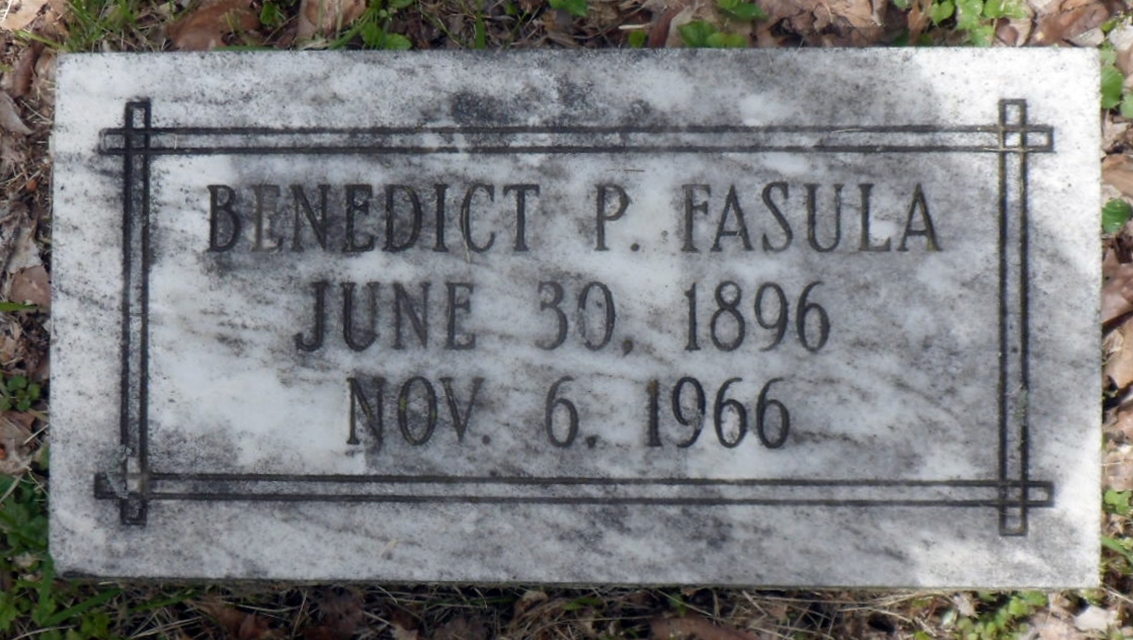 BENEDICT P. FASULA
JUNE 30, 1896
NOV. 6, 1966